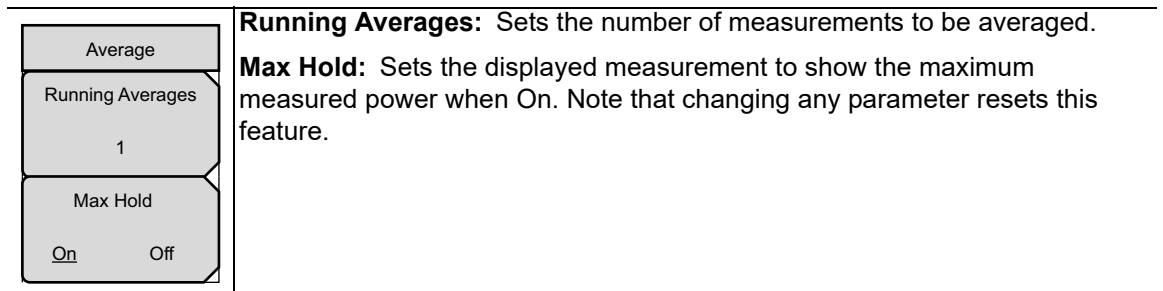 Average
Running Averages
1
Max Hold
On Off
Running Averages: Sets the number of measurements to be averaged.
Max Hold: Sets the displayed measurement to show the maximum
measured power when On. Note that changing any parameter resets this
feature.